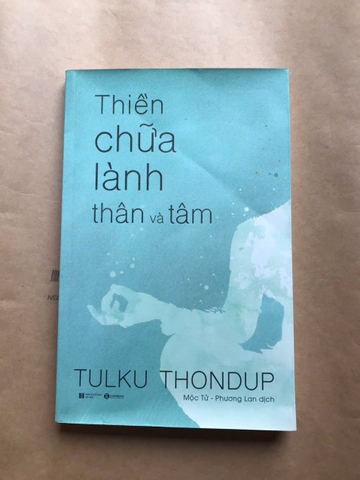 Thiền
chữa
lành
thân và tâm
TULKU THONDUP
Mộc Tử - Phương Lan dịch